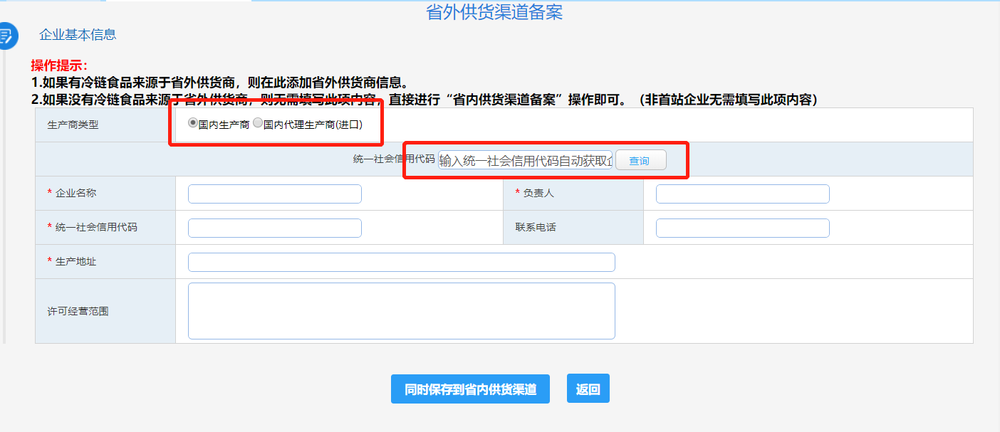 省外供货渠道备案
企业基本信息
操作提示：
1.如果有冷链食品来源于省外供货商，则在此添加省外供货商信息。
2.如果没有冷链食品来源于省外供货商，则无需填写此项内容，直接进行“省内供货渠道备案”操作即可。（非首站企业无需填写此项内容）
生产商类型 国内生产商 国内代理生产商(进口)
统一社会信用代码 输入统一社会信用代码自动获取企 查询
* 企业名称 * 负责人
* 统一社会信用代码 联系电话
* 生产地址
许可经营范围
同时保存到省内供货渠道 返回